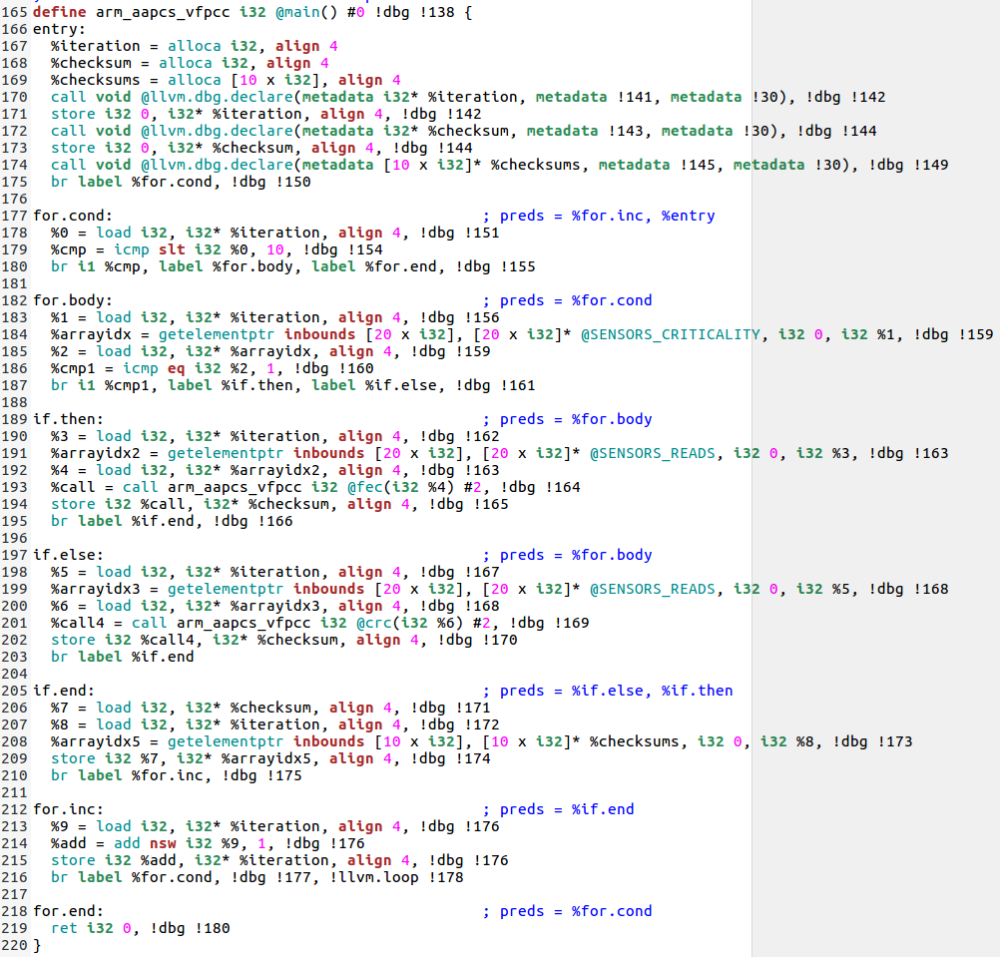 165 define arm_aapcs_vfpcc i32 @main() #0 !dbg !138 {
166 entry:
167   %iteration = alloca i32, align 4
168   %checksum = alloca i32, align 4
169   %checksums = alloca [10 x i32], align 4
170   call void @llvm.dbg.declare(metadata i32* %iteration, metadata !141, metadata !30), !dbg !142
171   store i32 0, i32* %iteration, align 4, !dbg !142
172   call void @llvm.dbg.declare(metadata i32* %checksum, metadata !143, metadata !30), !dbg !144
173   store i32 0, i32* %checksum, align 4, !dbg !144
174   call void @llvm.dbg.declare(metadata [10 x i32]* %checksums, metadata !145, metadata !30), !dbg !149
175   br label %for.cond, !dbg !150
176
177 for.cond:                                         ; preds = %for.inc, %entry
178   %0 = load i32, i32* %iteration, align 4, !dbg !151
179   %cmp = icmp slt i32 %0, 10, !dbg !154
180   br i1 %cmp, label %for.body, label %for.end, !dbg !155
181
182 for.body:                                         ; preds = %for.cond
183   %1 = load i32, i32* %iteration, align 4, !dbg !156
184   %arrayidx = getelementptr inbounds [20 x i32], [20 x i32]* @SENSORS_CRITICALITY, i32 0, i32 %1, !dbg !159
185   %2 = load i32, i32* %arrayidx, align 4, !dbg !159
186   %cmp1 = icmp eq i32 %2, 1, !dbg !160
187   br i1 %cmp1, label %if.then, label %if.else, !dbg !161
188
189 if.then:                                          ; preds = %for.body
190   %3 = load i32, i32* %iteration, align 4, !dbg !162
191   %arrayidx2 = getelementptr inbounds [20 x i32], [20 x i32]* @SENSORS_READS, i32 0, i32 %3, !dbg !163
192   %4 = load i32, i32* %arrayidx2, align 4, !dbg !163
193   %call = call arm_aapcs_vfpcc i32 @fec(i32 %4) #2, !dbg !164
194   store i32 %call, i32* %checksum, align 4, !dbg !165
195   br label %if.end, !dbg !166
196
197 if.else:                                          ; preds = %for.body
198   %5 = load i32, i32* %iteration, align 4, !dbg !167
199   %arrayidx3 = getelementptr inbounds [20 x i32], [20 x i32]* @SENSORS_READS, i32 0, i32 %5, !dbg !168
200   %6 = load i32, i32* %arrayidx3, align 4, !dbg !168
201   %call4 = call arm_aapcs_vfpcc i32 @crc(i32 %6) #2, !dbg !169
202   store i32 %call4, i32* %checksum, align 4, !dbg !170
203   br label %if.end
204
205 if.end:                                           ; preds = %if.else, %if.then
206   %7 = load i32, i32* %checksum, align 4, !dbg !171
207   %8 = load i32, i32* %iteration, align 4, !dbg !172
208   %arrayidx5 = getelementptr inbounds [10 x i32], [10 x i32]* %checksums, i32 0, i32 %8, !dbg !173
209   store i32 %7, i32* %arrayidx5, align 4, !dbg !174
210   br label %for.inc, !dbg !175
211
212 for.inc:                                          ; preds = %if.end
213   %9 = load i32, i32* %iteration, align 4, !dbg !176
214   %add = add nsw i32 %9, 1, !dbg !176
215   store i32 %add, i32* %iteration, align 4, !dbg !176
216   br label %for.cond, !dbg !177, !llvm.loop !178
217
218 for.end:                                          ; preds = %for.cond
219   ret i32 0, !dbg !180
220 }